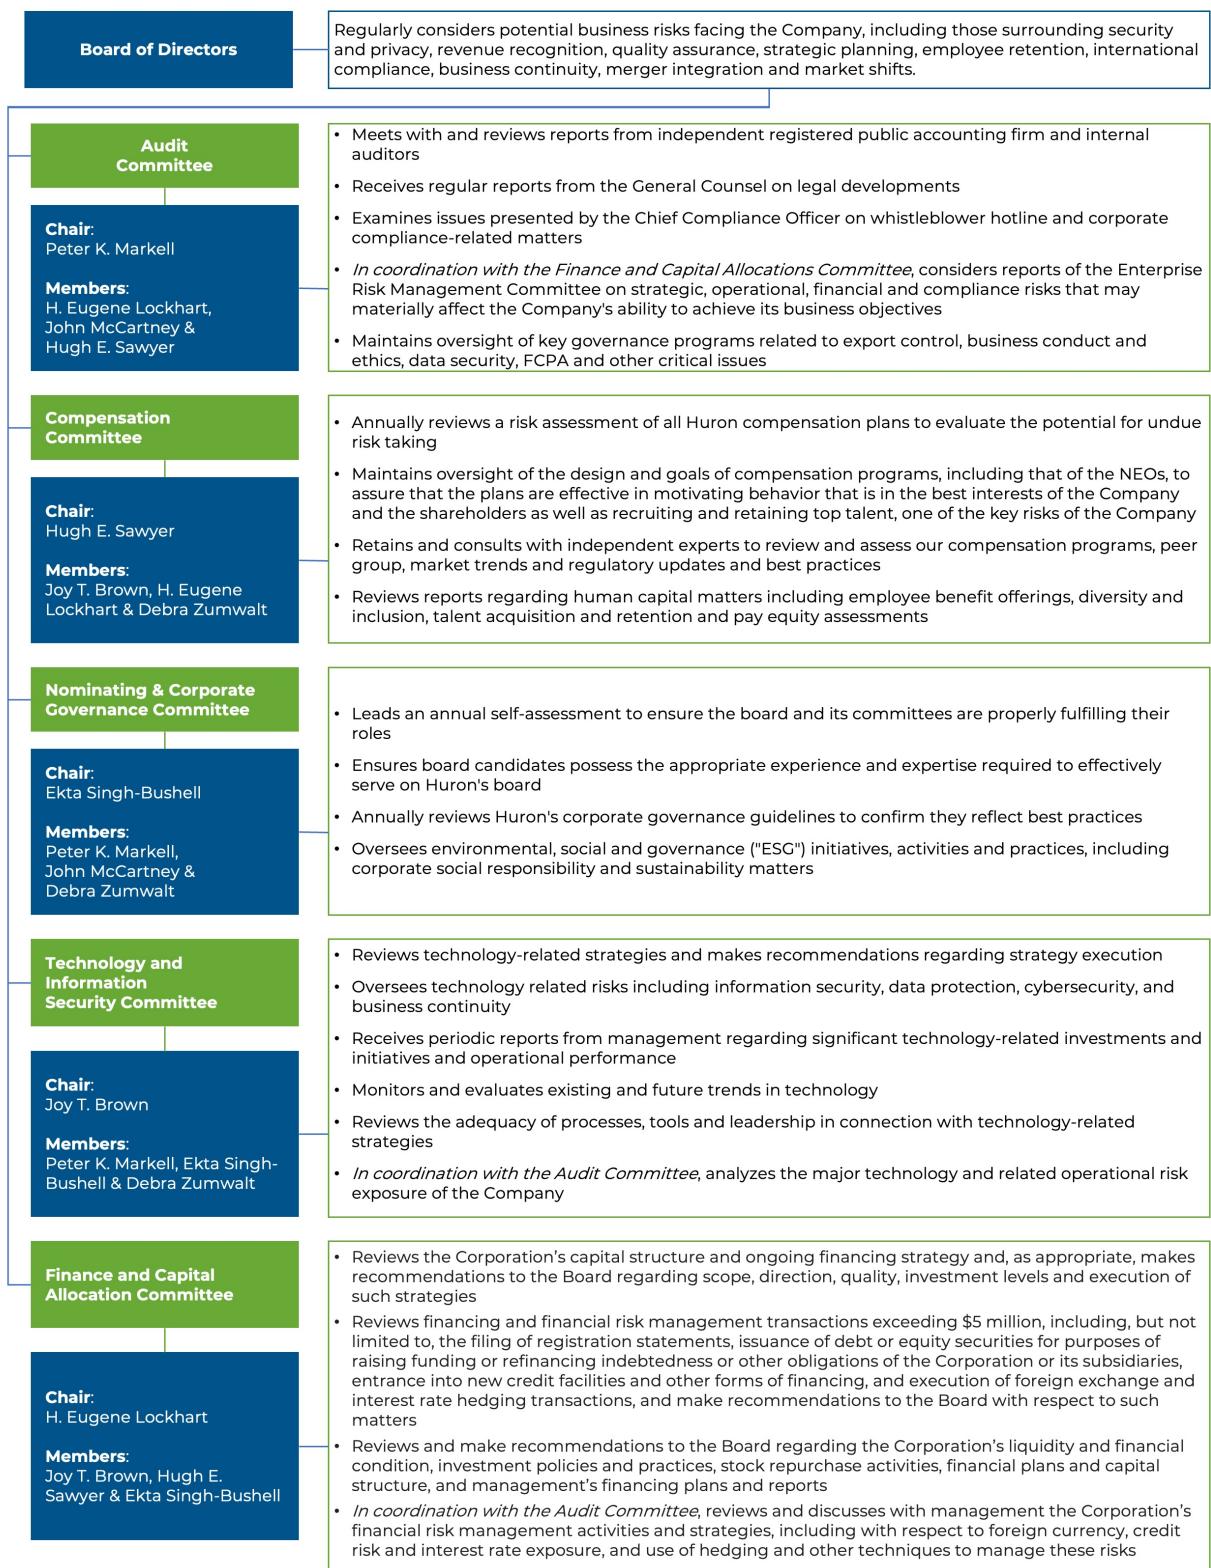 Board of Directors
Regularly considers potential business risks facing the Company, including those surrounding security
and privacy, revenue recognition, quality assurance, strategic planning, employee retention, international
compliance, business continuity, merger integration and market shifts.
Audit
Committee
Chair:
Peter K. Markell
Members:
H. Eugene Lockhart,
John McCartney &
Hugh E. Sawyer
• Meets with and reviews reports from independent registered public accounting firm and internal
auditors
• Receives regular reports from the General Counsel on legal developments
• Examines issues presented by the Chief Compliance Officer on whistleblower hotline and corporate
compliance-related matters
• In coordination with the Finance and Capital Allocations Committee, considers reports of the Enterprise
Risk Management Committee on strategic, operational, financial and compliance risks that may
materially affect the Company's ability to achieve its business objectives
• Maintains oversight of key governance programs related to export control, business conduct and
ethics, data security, FCPA and other critical issues
Compensation
Committee
Chair:
Hugh E. Sawyer
Members:
Joy T. Brown, H. Eugene
Lockhart & Debra Zumwalt
• Annually reviews a risk assessment of all Huron compensation plans to evaluate the potential for undue
risk taking
• Maintains oversight of the design and goals of compensation programs, including that of the NEOs, to
assure that the plans are effective in motivating behavior that is in the best interests of the Company
and the shareholders as well as recruiting and retaining top talent, one of the key risks of the Company
• Retains and consults with independent experts to review and assess our compensation programs, peer
group, market trends and regulatory updates and best practices
• Reviews reports regarding human capital matters including employee benefit offerings, diversity and
inclusion, talent acquisition and retention and pay equity assessments
Nominating & Corporate
Governance Committee
Chair:
Ekta Singh-Bushell
Members:
Peter K. Markell,
John McCartney &
Debra Zumwalt
• Leads an annual self-assessment to ensure the board and its committees are properly fulfilling their
roles
• Ensures board candidates possess the appropriate experience and expertise required to effectively
serve on Huron's board
• Annually reviews Huron's corporate governance guidelines to confirm they reflect best practices
• Oversees environmental, social and governance ("ESG") initiatives, activities and practices, including
corporate social responsibility and sustainability matters
Technology and
Information
Security Committee
Chair:
Joy T. Brown
Members:
Peter K. Markell, Ekta Singh-
Bushell & Debra Zumwalt
• Reviews technology-related strategies and makes recommendations regarding strategy execution
• Oversees technology related risks including information security, data protection, cybersecurity, and
business continuity
• Receives periodic reports from management regarding significant technology-related investments and
initiatives and operational performance
• Monitors and evaluates existing and future trends in technology
• Reviews the adequacy of processes, tools and leadership in connection with technology-related
strategies
• In coordination with the Audit Committee, analyzes the major technology and related operational risk
exposure of the Company
Finance and Capital
Allocation Committee
Chair:
H. Eugene Lockhart
Members:
Joy T. Brown, Hugh E.
Sawyer & Ekta Singh-Bushell
• Reviews the Corporation’s capital structure and ongoing financing strategy and, as appropriate, makes
recommendations to the Board regarding scope, direction, quality, investment levels and execution of
such strategies
• Reviews financing and financial risk management transactions exceeding $5 million, including, but not
limited to, the filing of registration statements, issuance of debt or equity securities for purposes of
raising funding or refinancing indebtedness or other obligations of the Corporation or its subsidiaries,
entrance into new credit facilities and other forms of financing, and execution of foreign exchange and
interest rate hedging transactions, and make recommendations to the Board with respect to such
matters
• Reviews and make recommendations to the Board regarding the Corporation’s liquidity and financial
condition, investment policies and practices, stock repurchase activities, financial plans and capital
structure, and management’s financing plans and reports
• In coordination with the Audit Committee, reviews and discusses with management the Corporation’s
financial risk management activities and strategies, including with respect to foreign currency, credit
risk and interest rate exposure, and use of hedging and other techniques to manage these risks